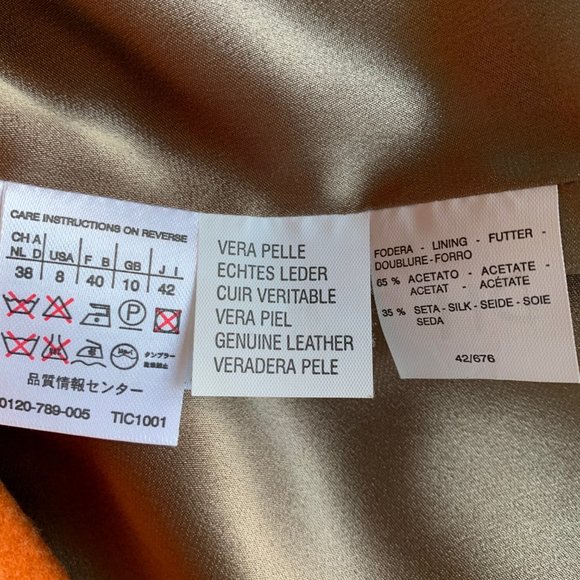 CARE INSTRUCTIONS ON REVERSE
CH A
NL D USA F B GB J I
38 8 40 10 42
P
タンブラー
乾燥禁止
品質情報センター
0120-789-005 TIC1001
VERA PELLE
ECHTES LEDER
CUIR VERITABLE
VERA PIEL
GENUINE LEATHER
VERADERA PELE
FODERA - LINING - FUTTER -
DOUBLURE-FORRO
65 % ACETATO - ACETATE -
ACETAT - ACÉTATE
35 % SETA-SILK-SEIDE-SOIE
SEDA
42/676